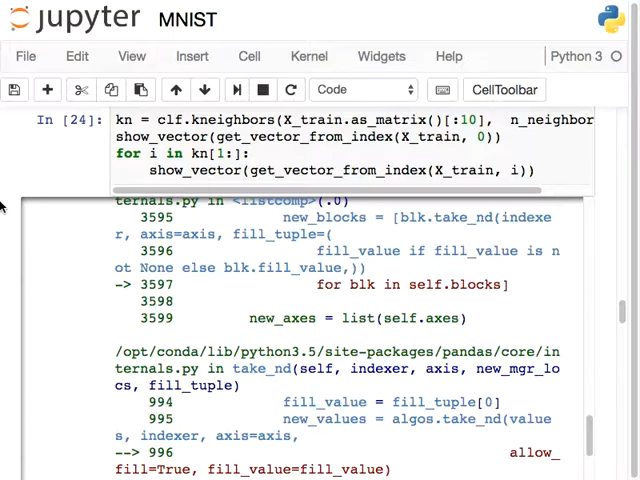 jupyter MNIST
File Edit View Insert Cell Kernel Widgets Help Python 3
Code CellToolbar
In [24]: kn = clf.kneighbors(X_train.as_matrix()[:10], n_neighbor
show_vector(get_vector_from_index(X_train, 0))
for i in kn[1:]:
show_vector(get_vector_from_index(X_train, i))
ternals.py in <listcomp>(.0)
3595 new_blocks = [blk.take_nd(indexe
r, axis=axis, fill_tuple=(
3596 fill_value if fill_value is n
ot None else blk.fill_value,))
-> 3597 for blk in self.blocks]
3598
3599 new_axes = list(self.axes)
/opt/conda/lib/python3.5/site-packages/pandas/core/in
ternals.py in take_nd(self, indexer, axis, new_mgr_lo
cs, fill_tuple)
994 fill_value = fill_tuple[0]
995 new_values = algos.take_nd(value
s, indexer, axis=axis,
--> 996 allow_
fill=True, fill_value=fill_value)